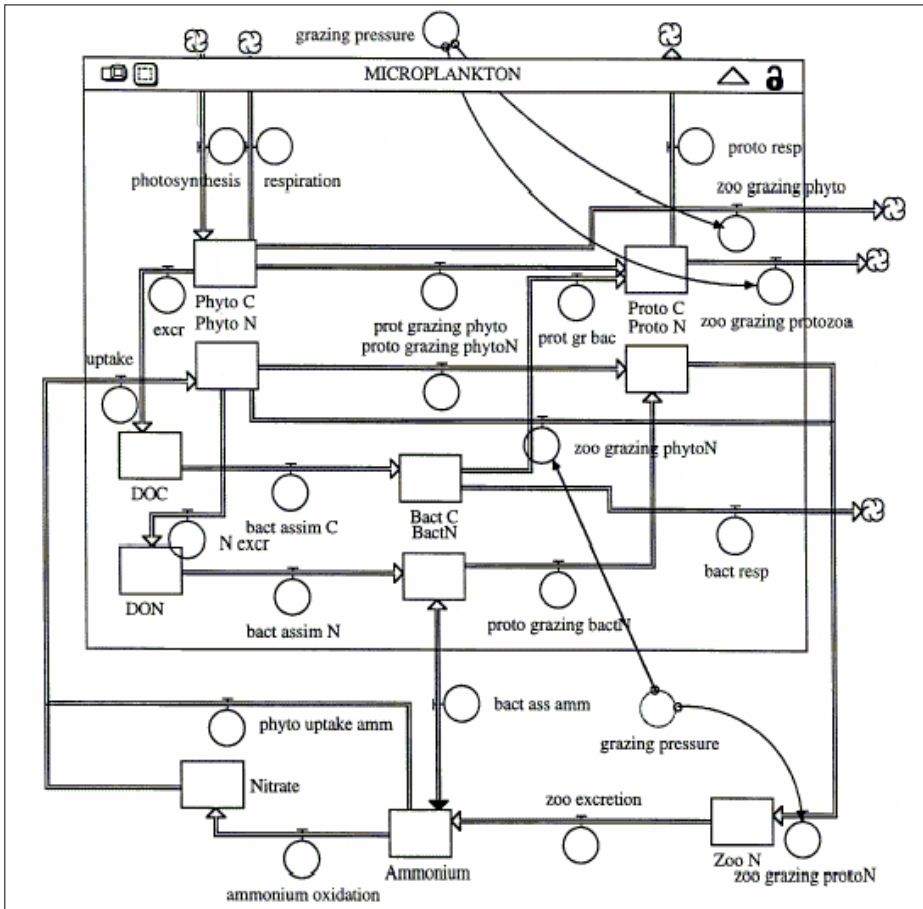 grazing pressure
MICROPLANKTON
photosynthesis
respiration
proto resp
zoo grazing phyto
excr
Phyto C
Phyto N
prot grazing phyto
proto grazing phytoN
prot gr bac
Proto C
Proto N
zoo grazing protozoa
uptake
zoo grazing phytoN
DOC
bact assim C
N excr
Bact C
BactN
bact resp
DON
bact assim N
proto grazing bactN
phyto uptake amm
bact ass amm
grazing pressure
Nitrate
zoo excretion
Ammonium
Zoo N
zoo grazing protoN
ammonium oxidation